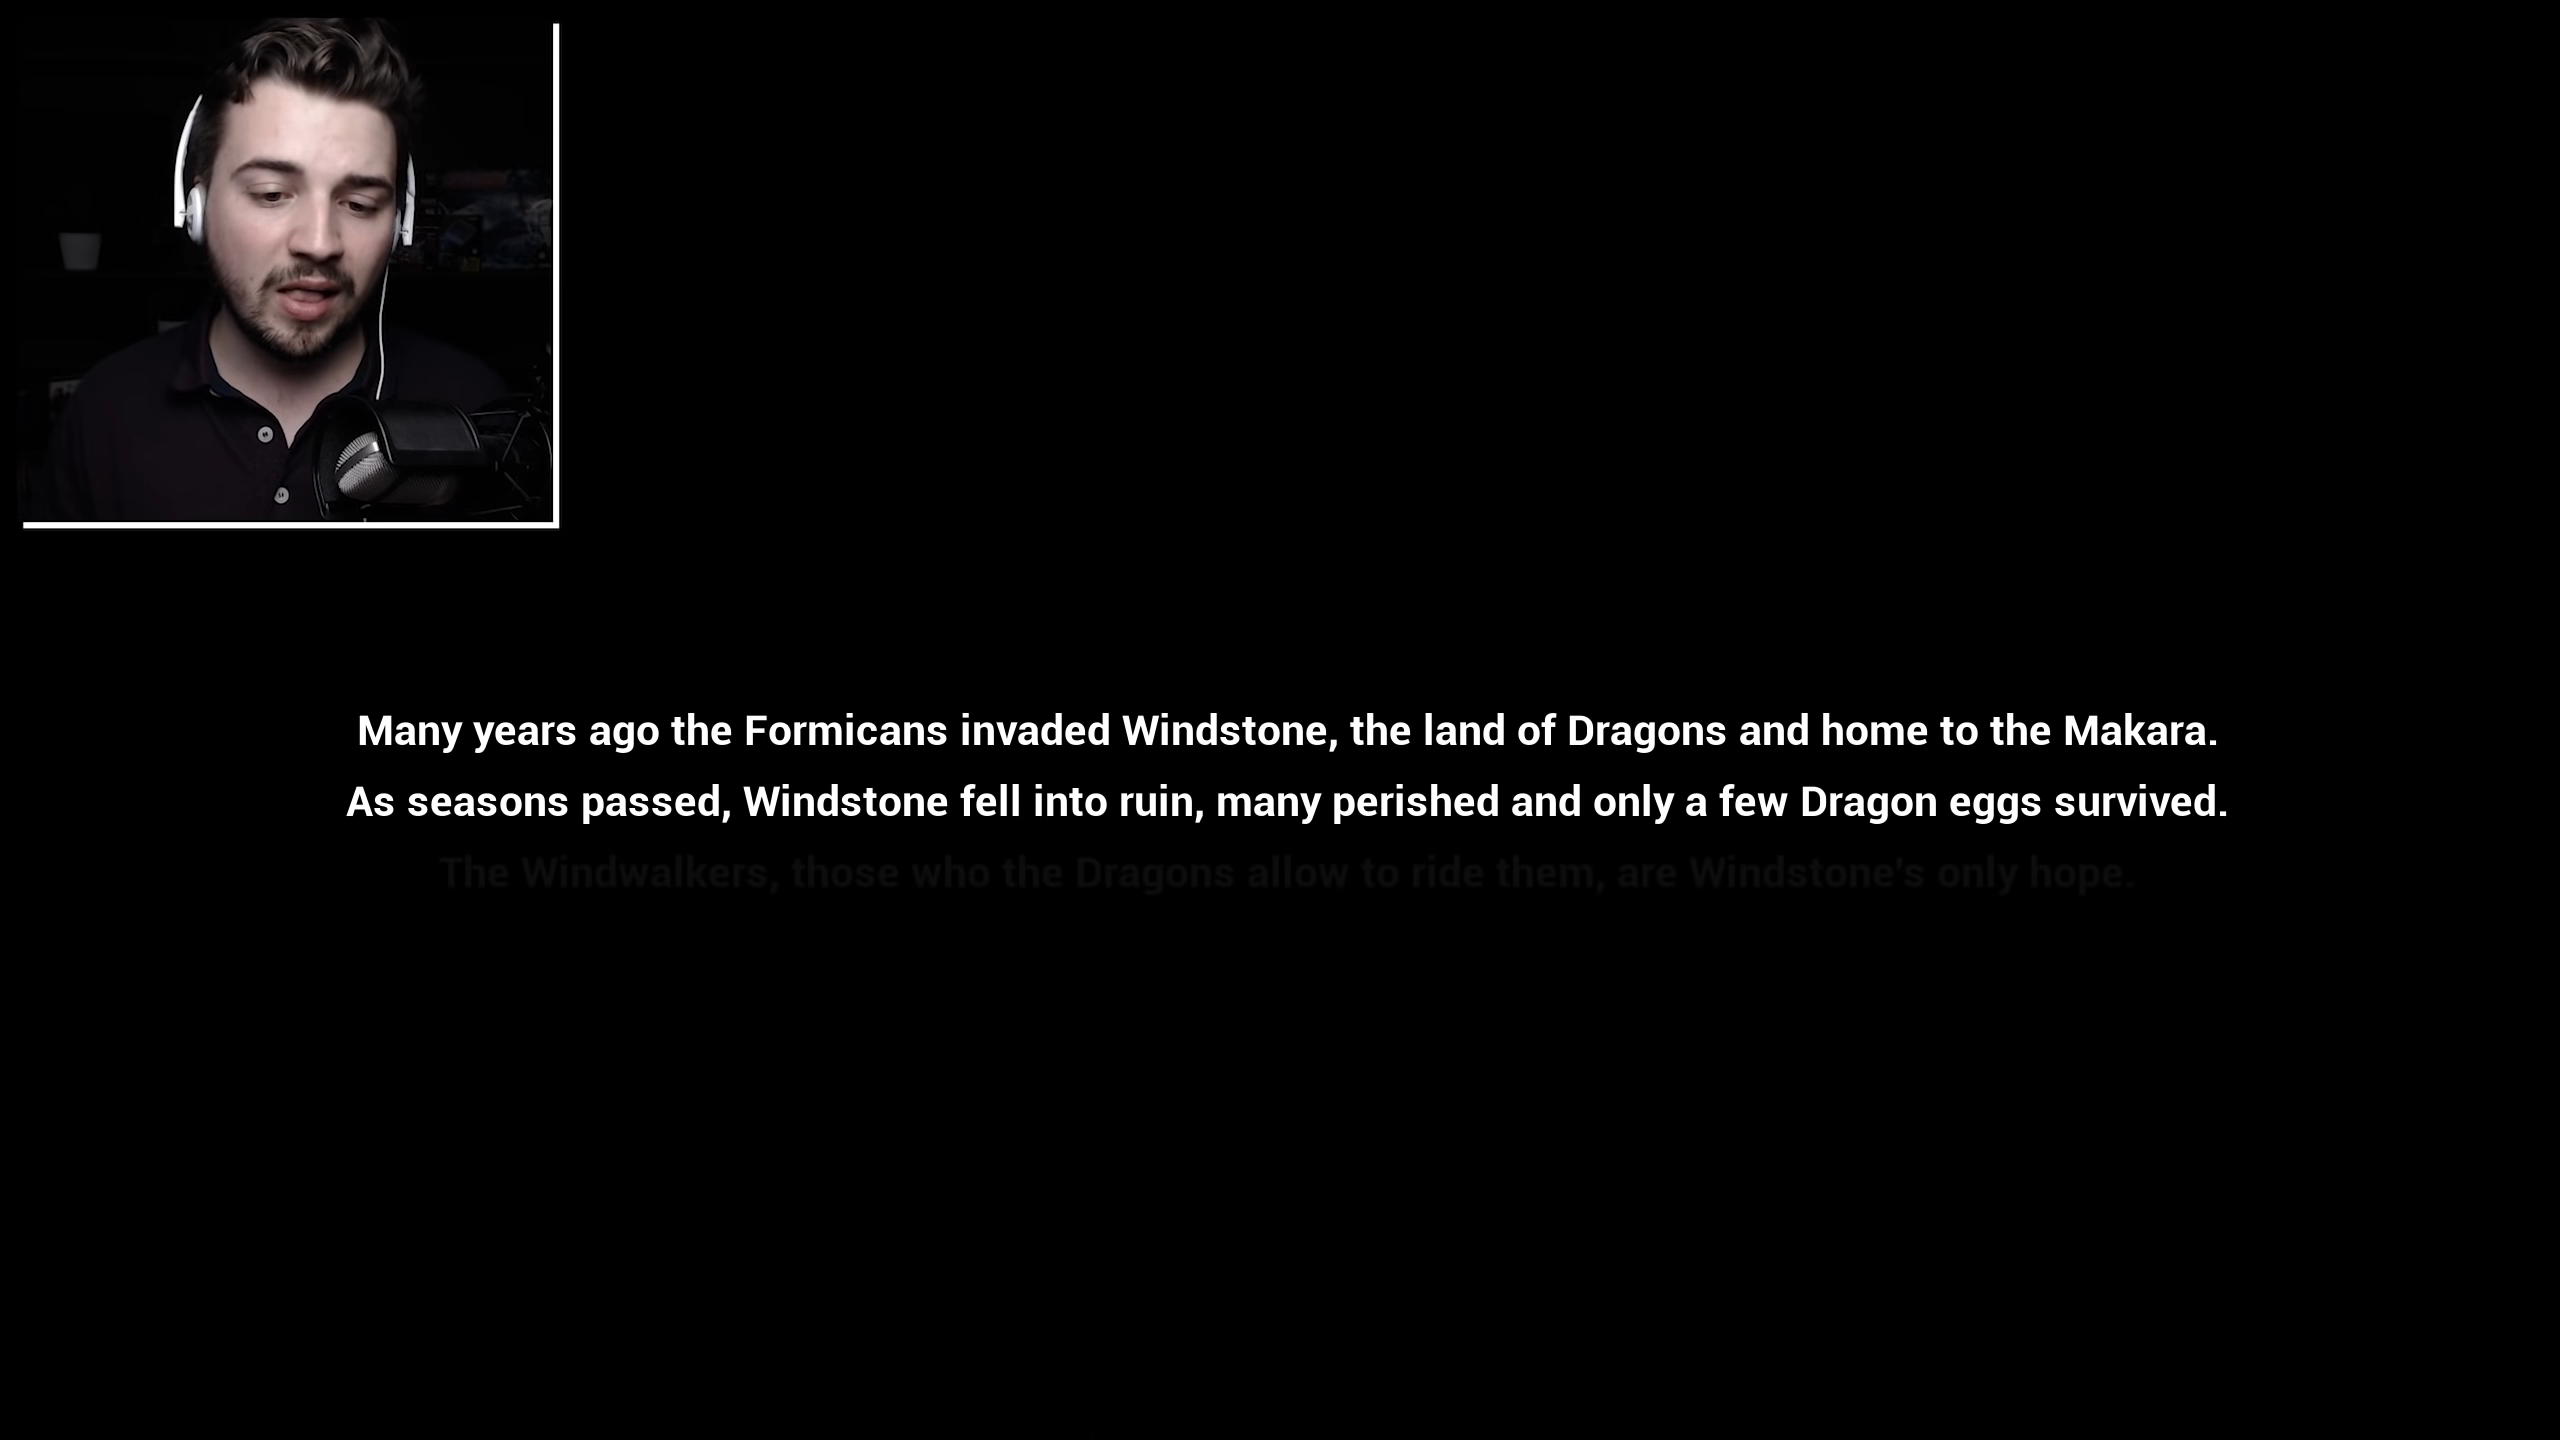 Many years ago the Formicans invaded Windstone, the land of Dragons and home to the Makara.
As seasons passed, Windstone fell into ruin, many perished and only a few Dragon eggs survived.
The Windwalkers, those who the Dragons allow to ride them, are Windstone's only hope.